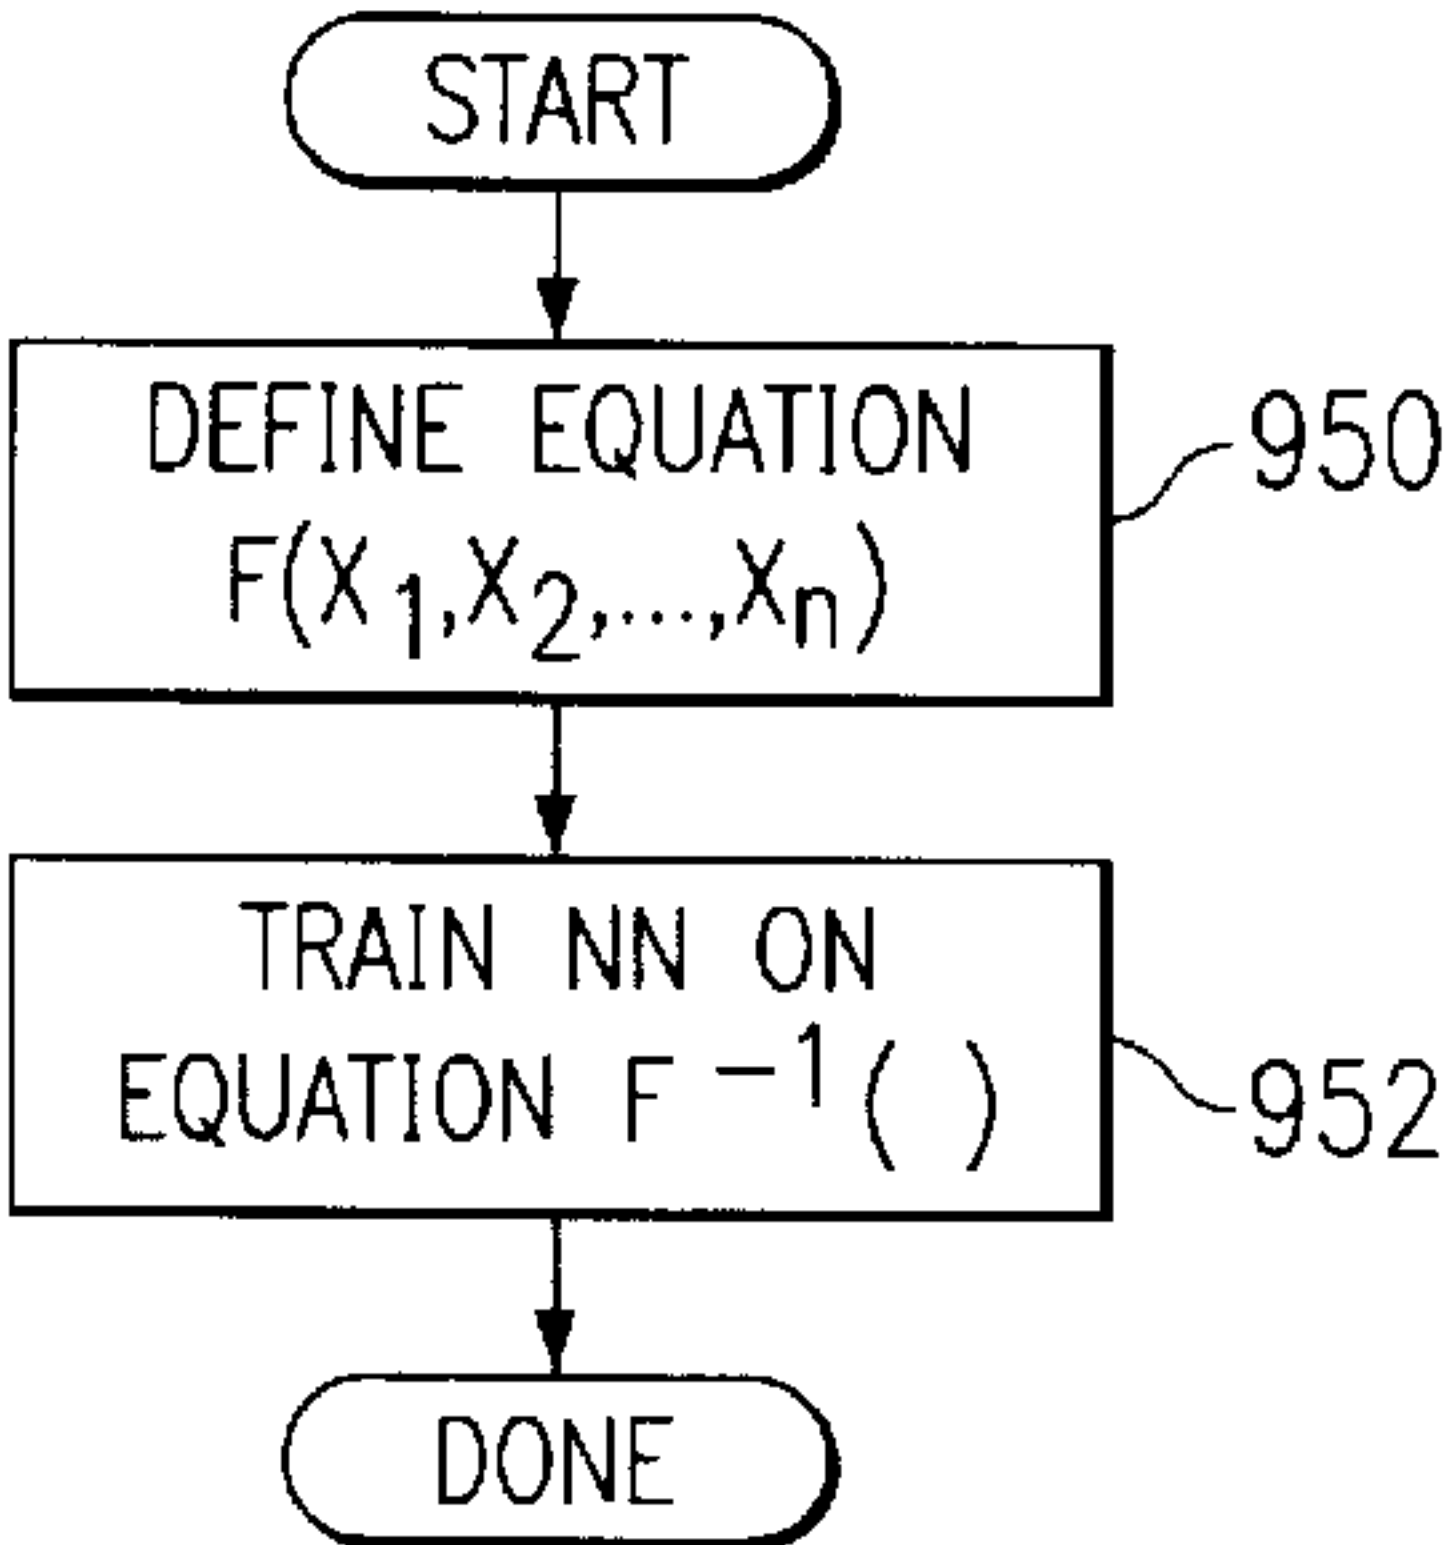 START
DEFINE EQUATION
F(X₁,X₂,...,Xₙ)
950
TRAIN NN ON
EQUATION F⁻¹( )
952
DONE